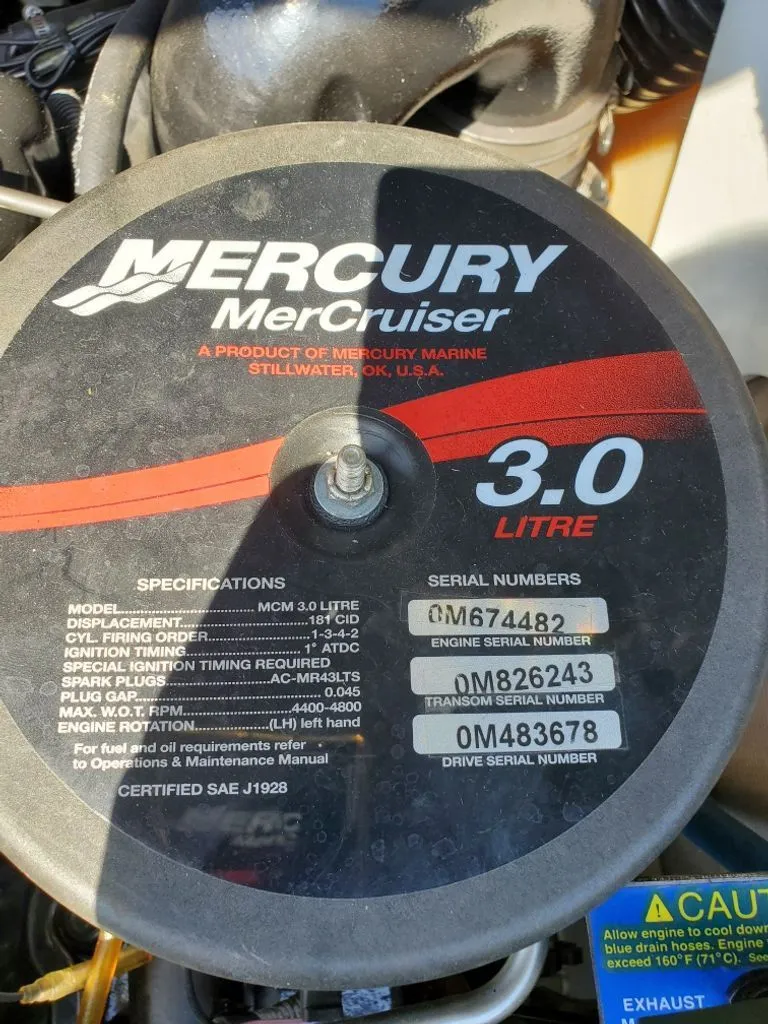 MERCURY
MerCruiser
A PRODUCT OF MERCURY MARINE
STILLWATER, OK, U.S.A.
3.0
LITRE
SPECIFICATIONS
MODEL................................ MCM 3.0 LITRE
DISPLACEMENT..............................181 CID
CYL. FIRING ORDER........................1-3-4-2
IGNITION TIMING............................1° ATDC
SPECIAL IGNITION TIMING REQUIRED
SPARK PLUGS......................AC-MR43LTS
PLUG GAP........................................0.045
MAX. W.O.T. RPM........................4400-4800
ENGINE ROTATION...................(LH) left hand
For fuel and oil requirements refer
to Operations & Maintenance Manual
CERTIFIED SAE J1928
SERIAL NUMBERS
0M674482
ENGINE SERIAL NUMBER
0M826243
TRANSOM SERIAL NUMBER
0M483678
DRIVE SERIAL NUMBER
CAUT
Allow engine to cool down
blue drain hoses. Engine
exceed 160°F (71°C). See
EXHAUST